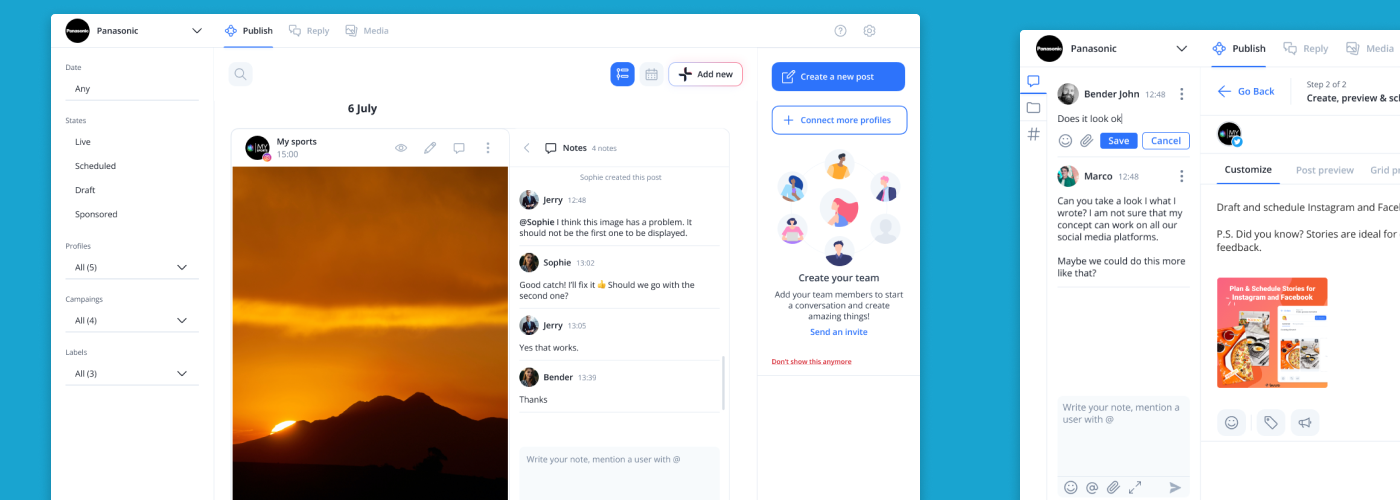 Panasonic
Panasonic
Publish
Reply
Media
Date
Any
States
Live
Scheduled
Draft
Sponsored
Profiles
All (5)
Campaings
All (4)
Labels
All (3)
Add new
6 July
MY
My sports
15:00
Notes 4 notes
Sophie created this post
Jerry 12:48
@Sophie I think this image has a problem. It
should not be the first one to be displayed.
Sophie 13:02
Good catch! I'll fix it 👍 Should we go with the
second one?
Jerry 13:05
Yes that works.
Bender 13:39
Thanks
Write your note, mention a user with @
Create a new post
Connect more profiles
Create your team
Add your team members to start
a conversation and create
amazing things!
Send an invite
Don't show this anymore
Panasonic
Panasonic
Publish
Reply
Media
Bender John 12:48
Does it look ok
Save
Cancel
Marco 12:48
Can you take a look I what I
wrote? I am not sure that my
concept can work on all our
social media platforms.
Maybe we could do this more
like that?
Write your note, mention a
user with @
Go Back
Step 2 of 2
Create, preview & sc
MY
Customize
Post preview
Grid pr
Draft and schedule Instagram and Face
P.S. Did you know? Stories are ideal for
feedback.
Plan & Schedule Stories for
Instagram and Facebook